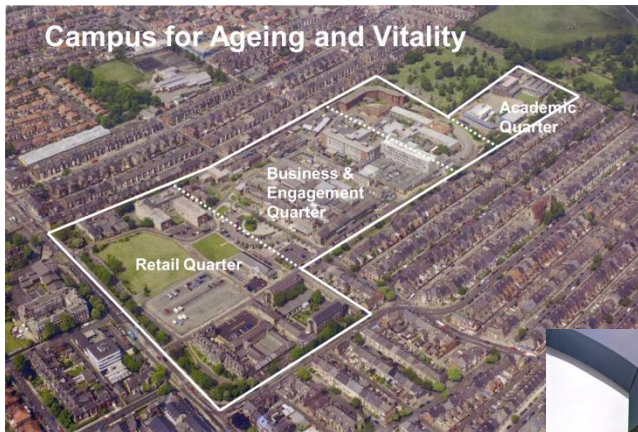 Campus for Ageing and Vitality
Academic
Quarter
Business &
Engagement
Quarter
Retail Quarter